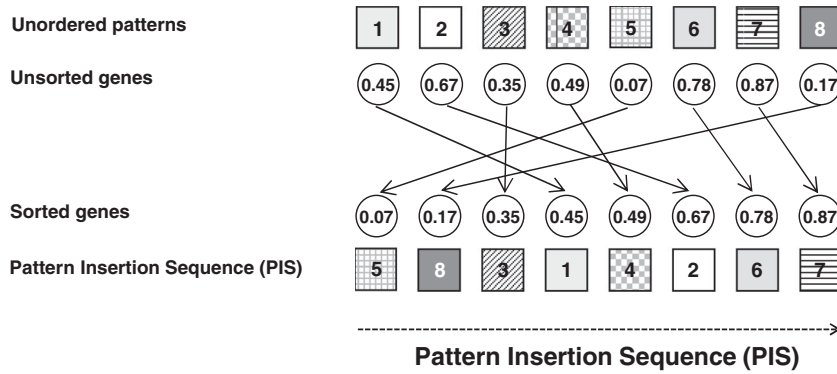 Unordered patterns 1 2 3 4 5 6 7 8
Unsorted genes 0.45 0.67 0.35 0.49 0.07 0.78 0.87 0.17
Sorted genes 0.07 0.17 0.35 0.45 0.49 0.67 0.78 0.87
Pattern Insertion Sequence (PIS) 5 8 3 1 4 2 6 7
Pattern Insertion Sequence (PIS)